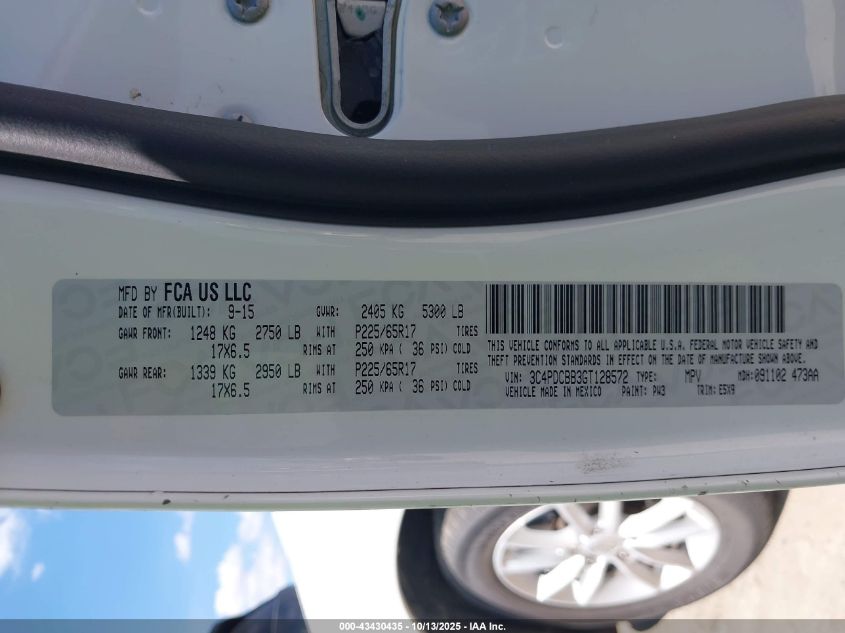 MFD BY FCA US LLC
DATE OF MFR(BUILT): 9-15 GVWR: 2405 KG 5300 LB
GAWR FRONT: 1248 KG 2750 LB WITH P225/65R17 TIRES
17X6.5 RIMS AT 250 KPA ( 36 PSI) COLD
GAWR REAR: 1339 KG 2950 LB WITH P225/65R17 TIRES
17X6.5 RIMS AT 250 KPA ( 36 PSI) COLD
THIS VEHICLE CONFORMS TO ALL APPLICABLE U.S.A. FEDERAL MOTOR VEHICLE SAFETY AND
THEFT PREVENTION STANDARDS IN EFFECT ON THE DATE OF MANUFACTURE SHOWN ABOVE.
VIN: 3C4PDCBB3GT128572 TYPE: MPV MDH: 091102 473AA
VEHICLE MADE IN MEXICO PAINT: PW3 TRIM: E5X9
000-43430435 - 10/13/2025 - IAA Inc.